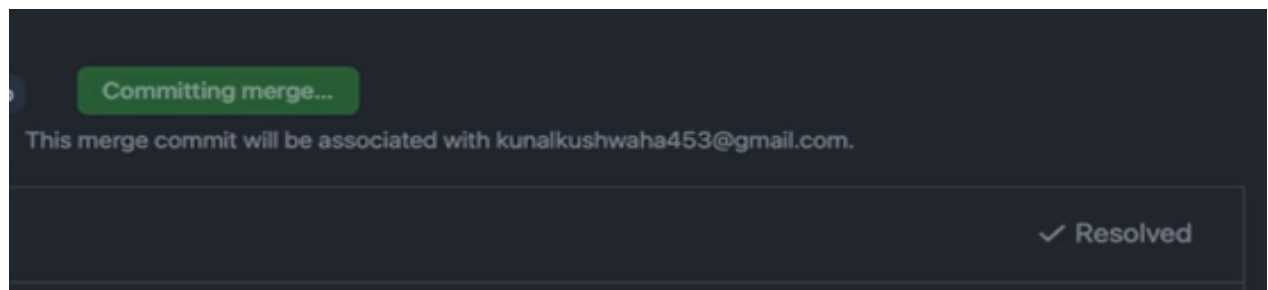 Committing merge...
This merge commit will be associated with kunalkushwaha453@gmail.com.
Resolved